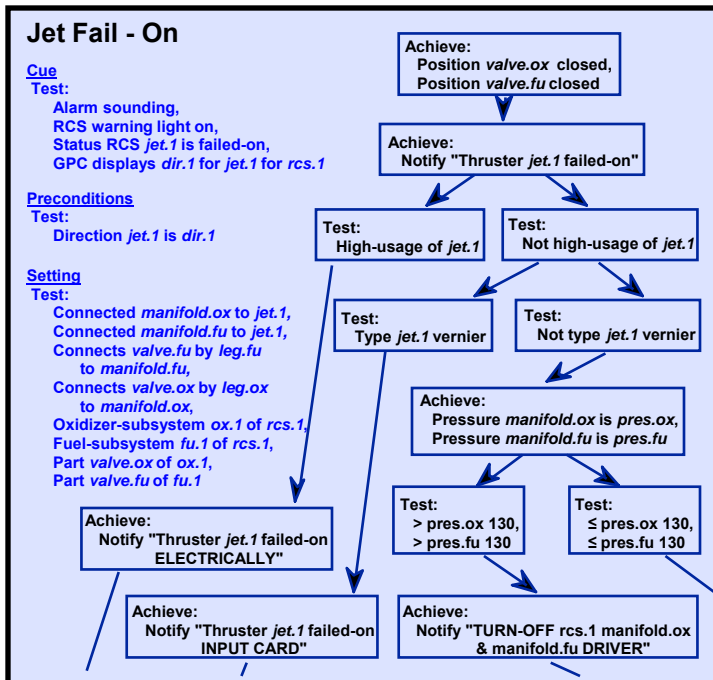 Jet Fail - On
Cue
Test:
Alarm sounding,
RCS warning light on,
Status RCS jet.1 is failed-on,
GPC displays dir.1 for jet.1 for rcs.1
Preconditions
Test:
Direction jet.1 is dir.1
Setting
Test:
Connected manifold.ox to jet.1,
Connected manifold.fu to jet.1,
Connects valve.fu by leg.fu
to manifold.fu,
Connects valve.ox by leg.ox
to manifold.ox,
Oxidizer-subsystem ox.1 of rcs.1,
Fuel-subsystem fu.1 of rcs.1,
Part valve.ox of ox.1,
Part valve.fu of fu.1
Achieve:
Position valve.ox closed,
Position valve.fu closed
Achieve:
Notify "Thruster jet.1 failed-on"
Test:
High-usage of jet.1
Test:
Not high-usage of jet.1
Test:
Type jet.1 vernier
Test:
Not type jet.1 vernier
Achieve:
Pressure manifold.ox is pres.ox,
Pressure manifold.fu is pres.fu
Test:
> pres.ox 130,
> pres.fu 130
Test:
≤ pres.ox 130,
≤ pres.fu 130
Achieve:
Notify "Thruster jet.1 failed-on
ELECTRICALLY"
Achieve:
Notify "Thruster jet.1 failed-on
INPUT CARD"
Achieve:
Notify "TURN-OFF rcs.1 manifold.ox
& manifold.fu DRIVER"